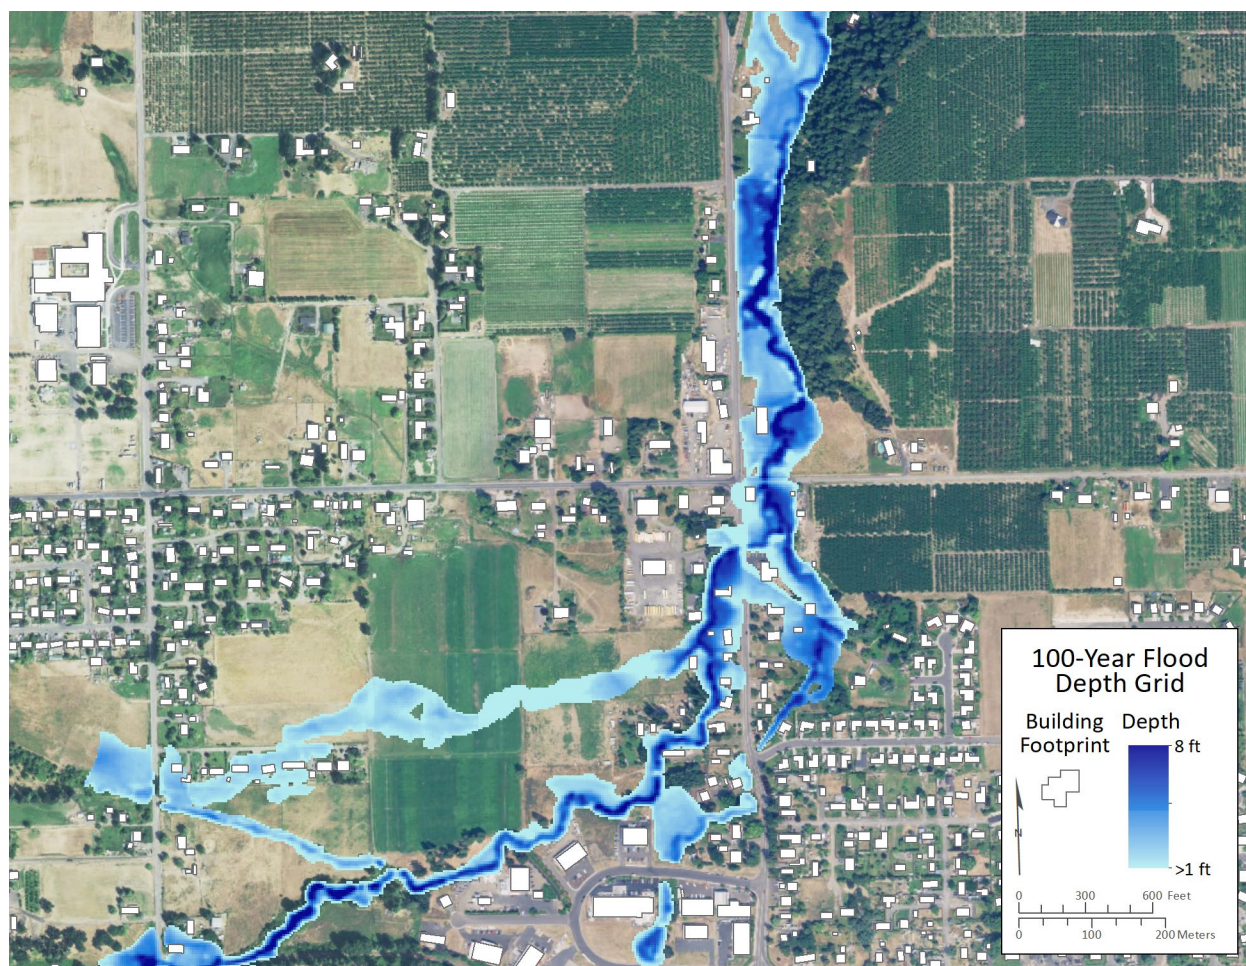 100-Year Flood
Depth Grid
Building
Footprint
Depth
8 ft
>1 ft
N
0 300 600 Feet
0 100 200 Meters